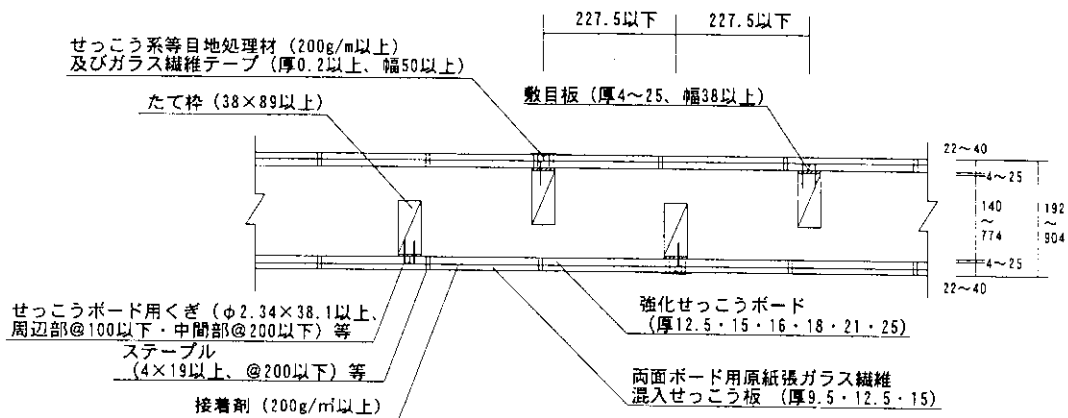 227.5以下
227.5以下
せっこう系等目地処理材 (200g/m以上)
及びガラス繊維テープ (厚0.2以上、幅50以上)
たて枠 (38×89以上)
敷目板 (厚4～25、幅38以上)
22～40
4～25
140
～
774
192
～
904
4～25
22～40
せっこうボード用くぎ (φ2.34×38.1以上、
周辺部@100以下・中間部@200以下) 等
ステープル
(4×19以上、@200以下) 等
接着剤 (200g/㎡以上)
強化せっこうボード
(厚12.5・15・16・18・21・25)
両面ボード用原紙張ガラス繊維
混入せっこう板 (厚9.5・12.5・15)